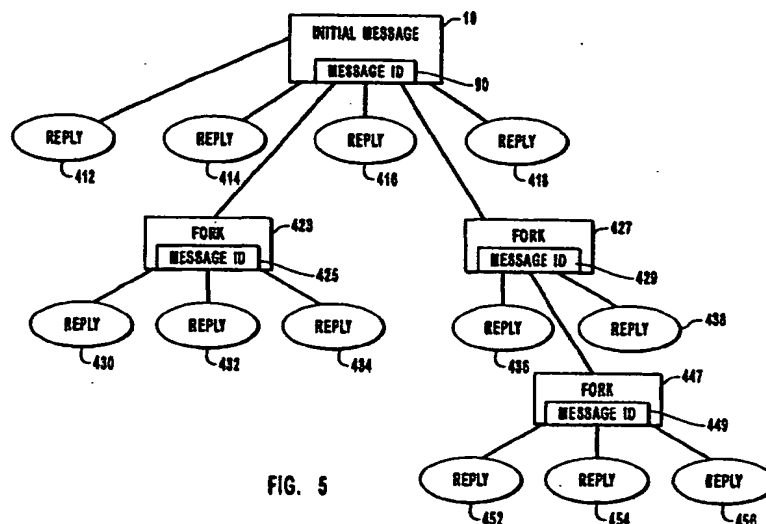 10
INITIAL MESSAGE
MESSAGE ID
90
REPLY
REPLY
REPLY
REPLY
412
414
416
418
FORK
423
MESSAGE ID
425
FORK
427
MESSAGE ID
429
REPLY
REPLY
REPLY
430
432
434
REPLY
436
REPLY
438
FORK
447
MESSAGE ID
449
REPLY
REPLY
REPLY
452
454
456
FIG. 5